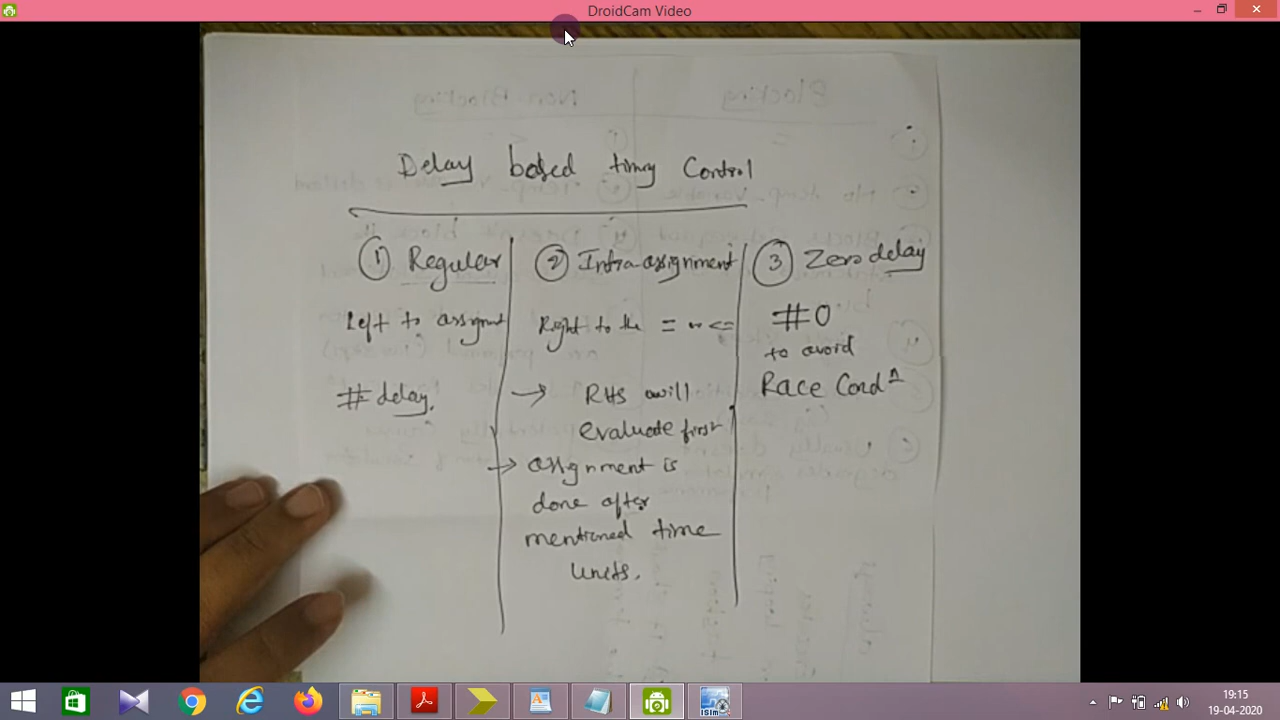 DroidCam Video
Delay based timing Control
① Regular
Left to assignmt
# delay.
② Intra assignment
Right to the = or <=
→ RHS will
evaluate first
→ assignment is
done after
mentioned time
units.
③ Zero delay
#0
to avoid
Race Condn
19:15
19-04-2020